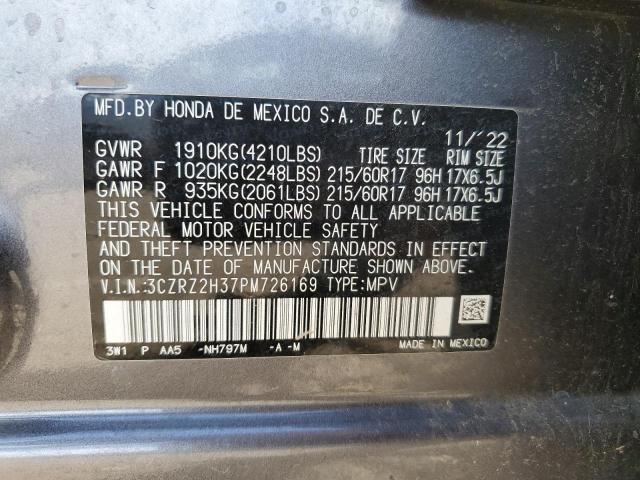 MFD.BY HONDA DE MEXICO S.A. DE C.V.
11/´22
GVWR 1910KG(4210LBS) TIRE SIZE RIM SIZE
GAWR F 1020KG(2248LBS) 215/60R17 96H 17X6.5J
GAWR R 935KG(2061LBS) 215/60R17 96H 17X6.5J
THIS VEHICLE CONFORMS TO ALL APPLICABLE
FEDERAL MOTOR VEHICLE SAFETY
AND THEFT PREVENTION STANDARDS IN EFFECT
ON THE DATE OF MANUFACTURE SHOWN ABOVE.
V.I.N.:3CZRZ2H37PM726169 TYPE:MPV
3W1 P AA5 -NH797M -A -M MADE IN MEXICO